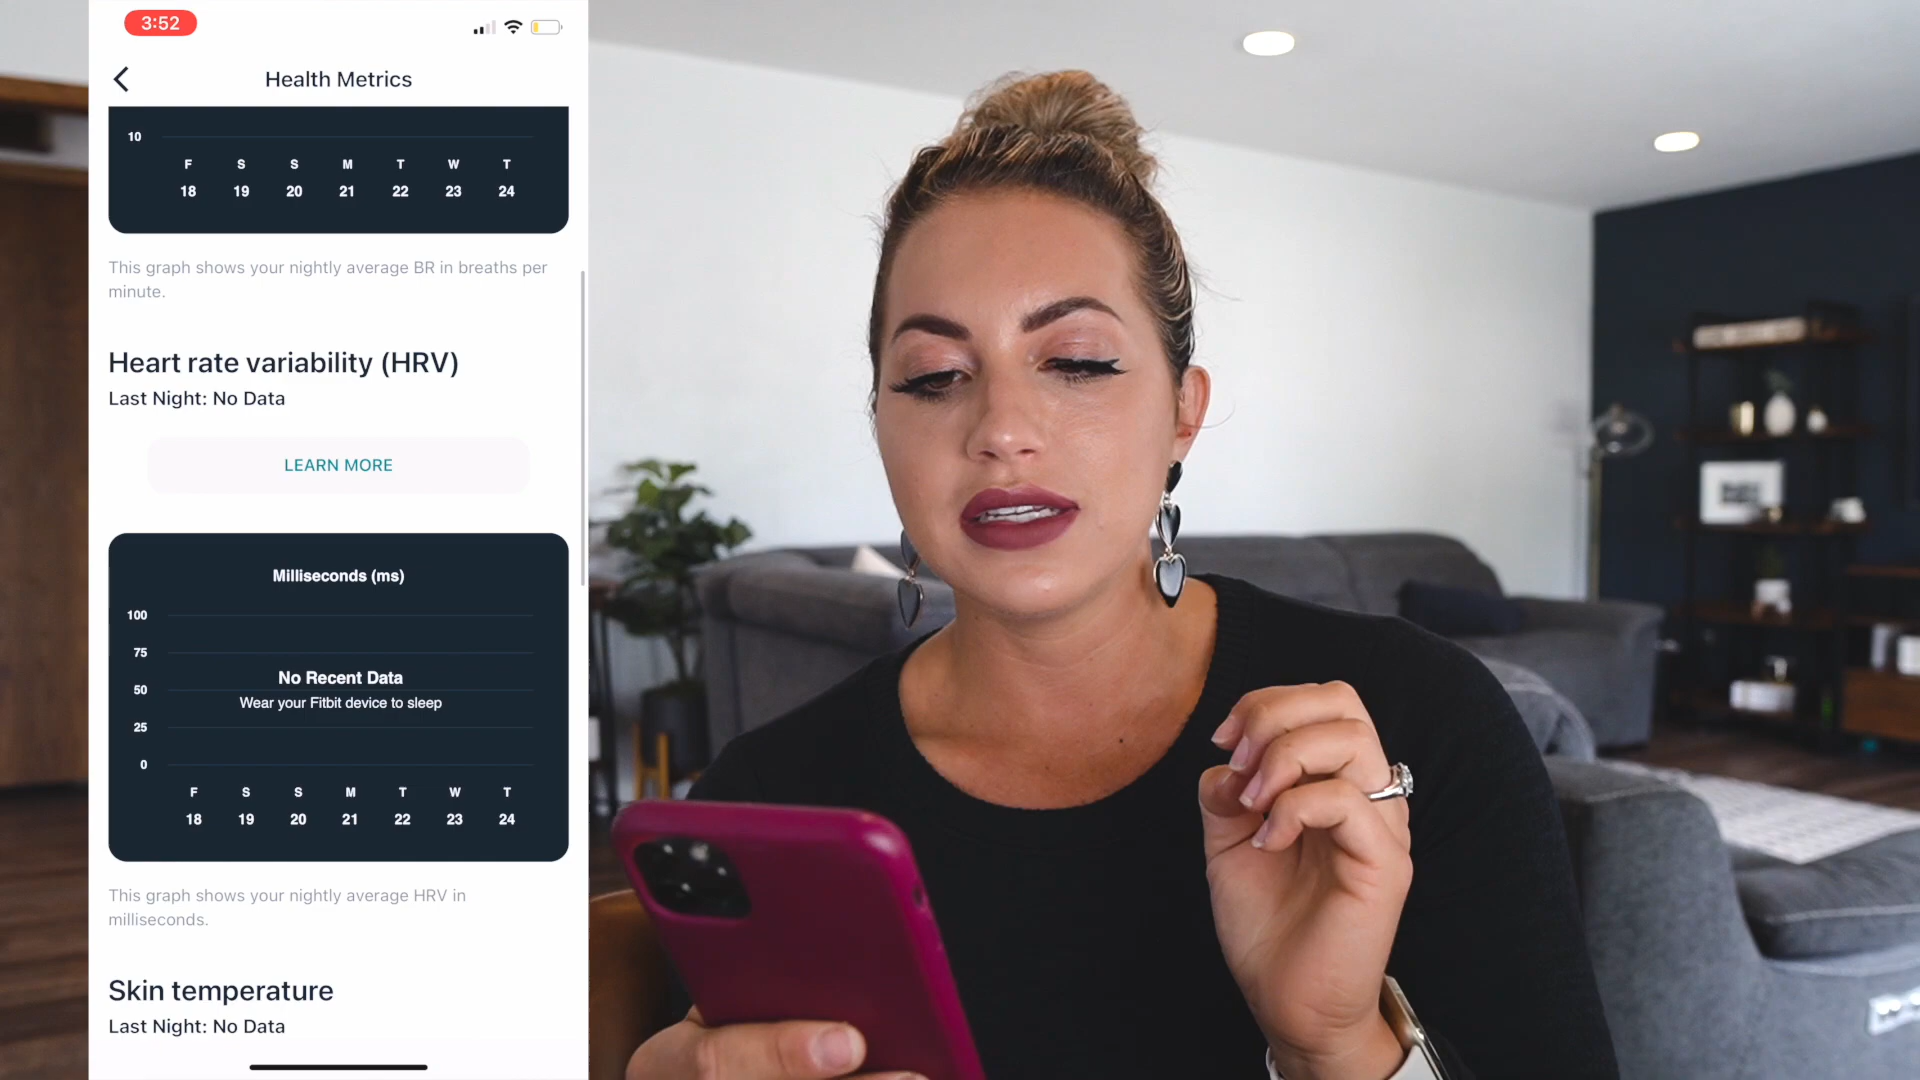 3:52
Health Metrics
10
F S S M T W T
18 19 20 21 22 23 24
This graph shows your nightly average BR in breaths per
minute.
Heart rate variability (HRV)
Last Night: No Data
LEARN MORE
Milliseconds (ms)
100
75
No Recent Data
50
Wear your Fitbit device to sleep
25
0
F S S M T W T
18 19 20 21 22 23 24
This graph shows your nightly average HRV in
milliseconds.
Skin temperature
Last Night: No Data